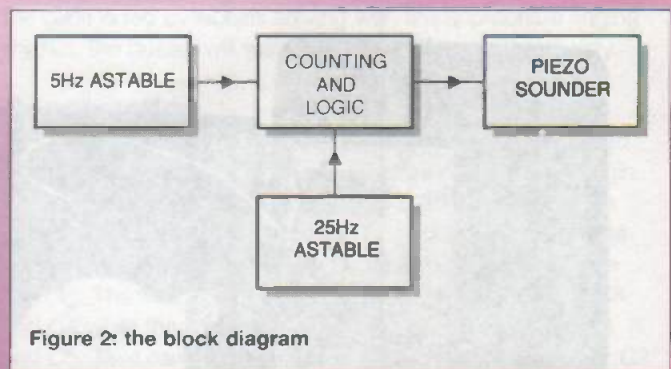 5Hz ASTABLE
COUNTING
AND
LOGIC
PIEZO
SOUNDER
25Hz
ASTABLE
Figure 2: the block diagram